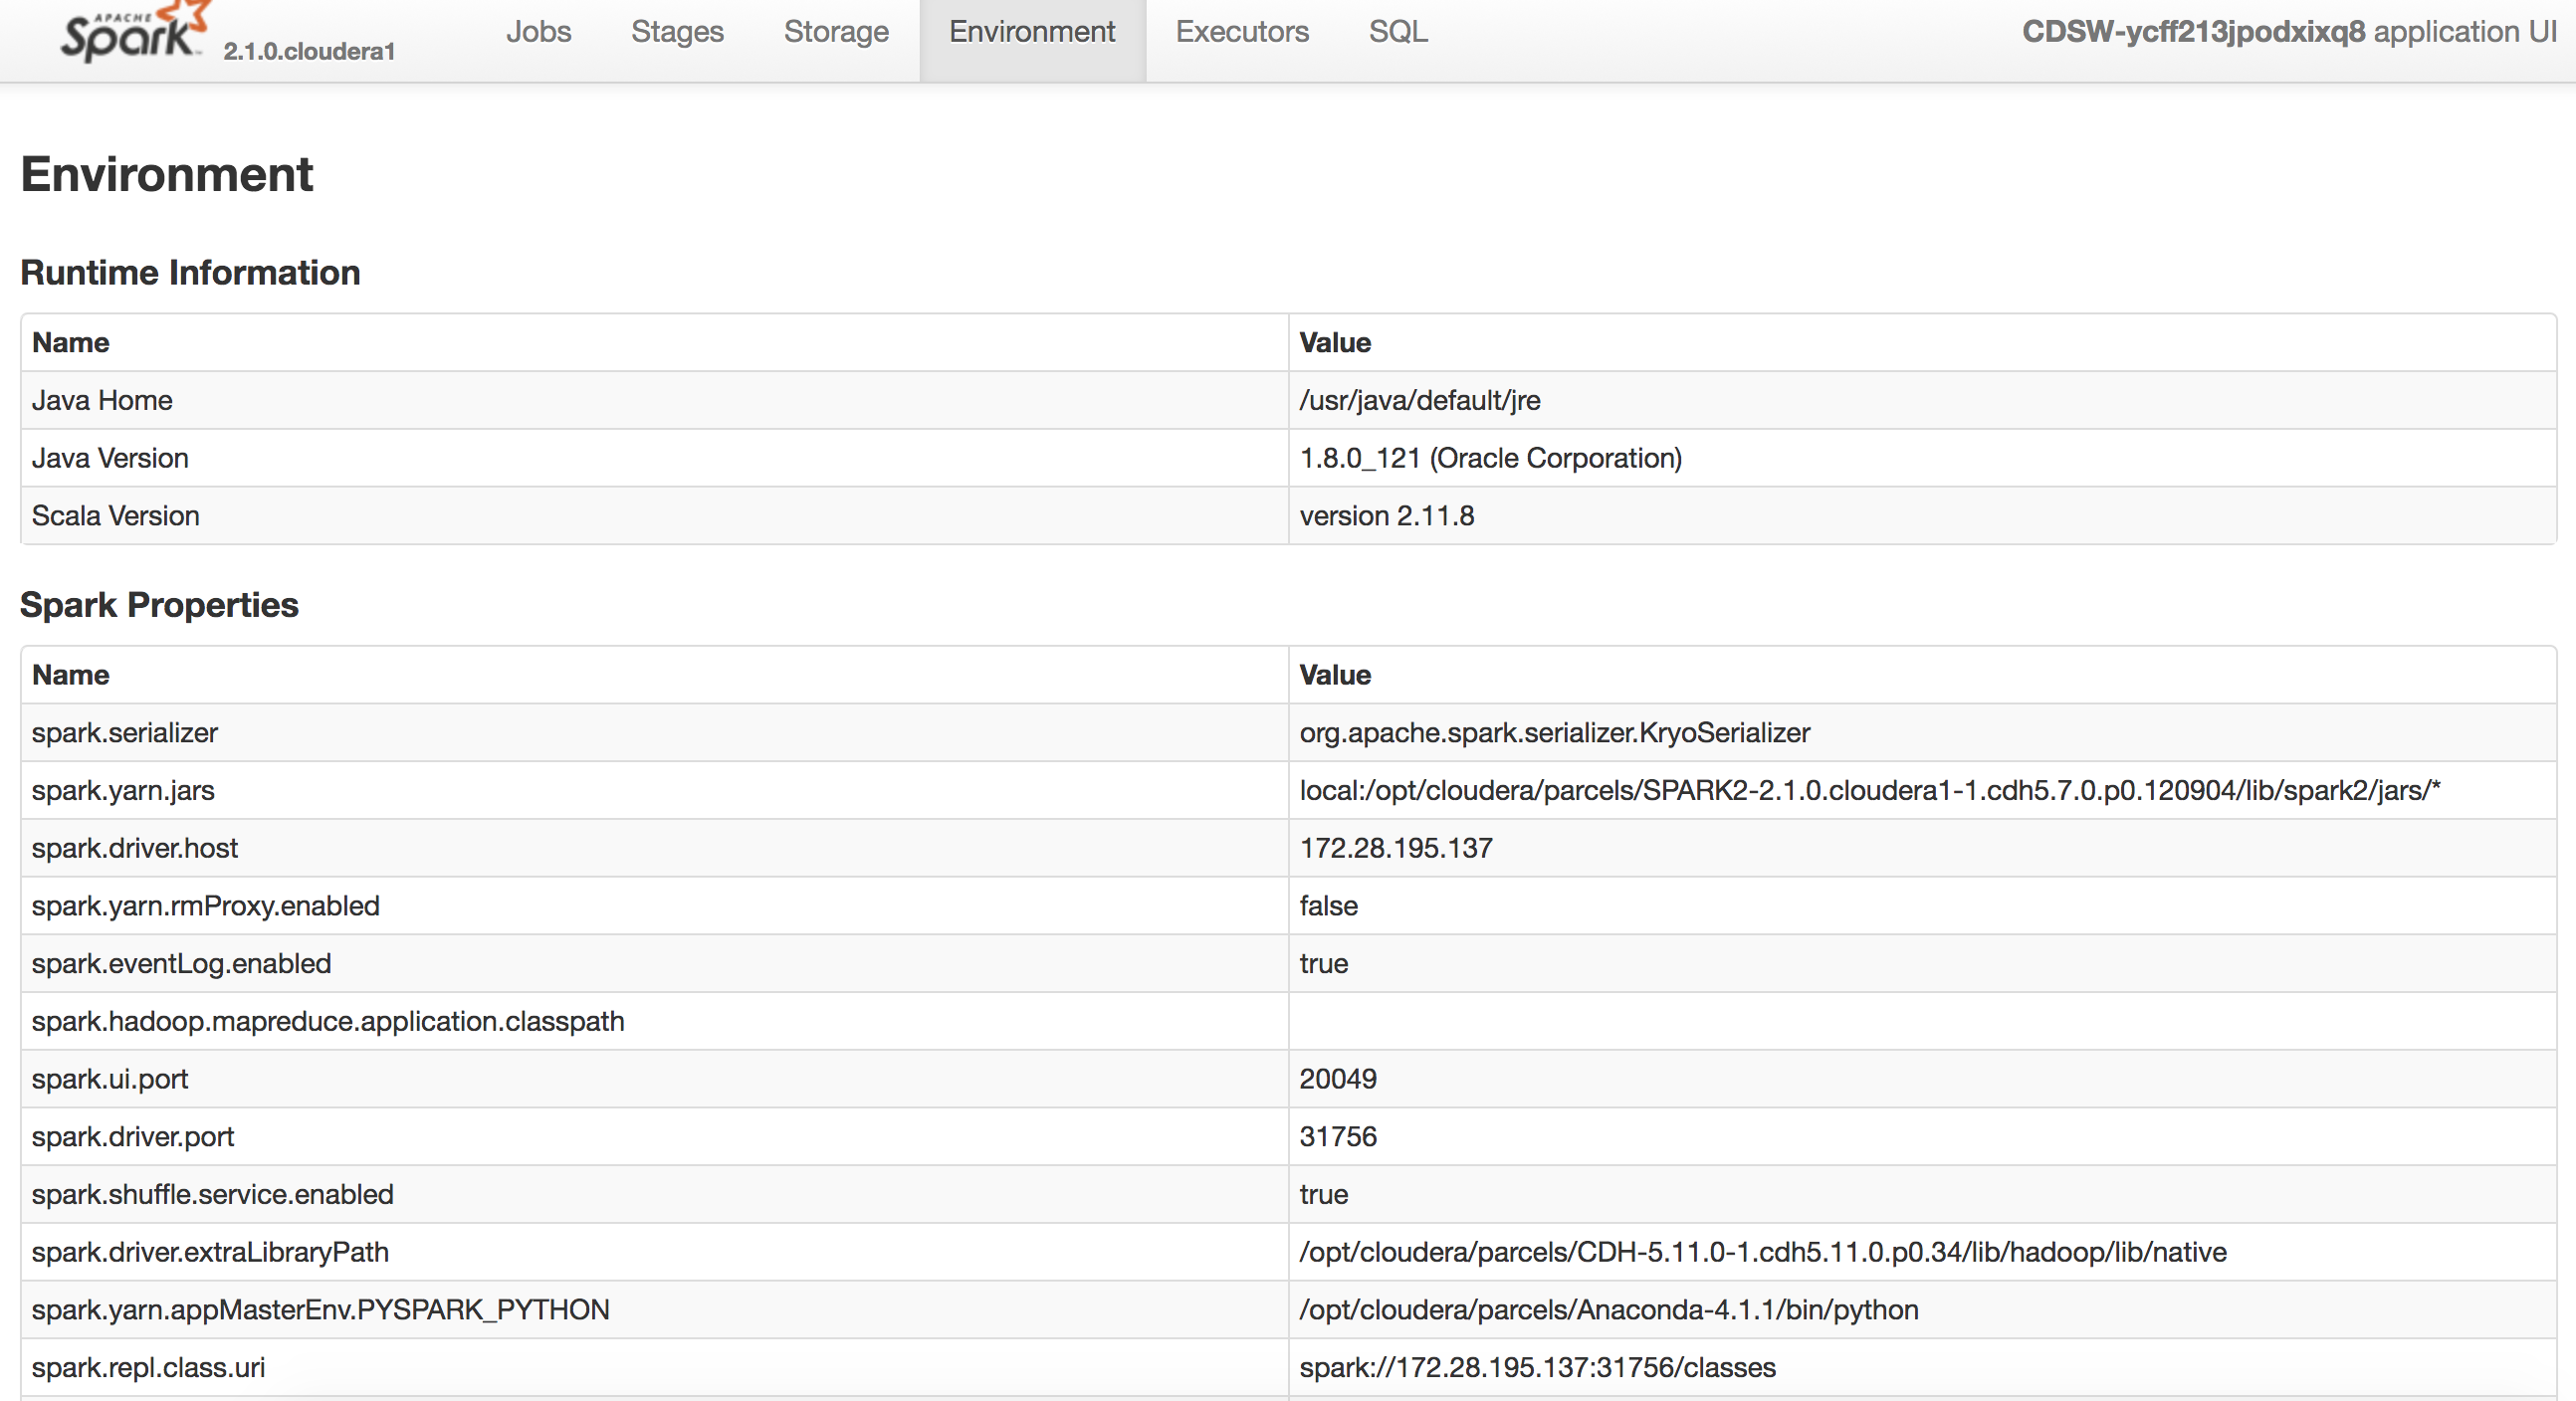 APACHE
Spark 2.1.0.cloudera1 Jobs Stages Storage Environment Executors SQL CDSW-ycff213jpodxixq8 application UI
Environment
Runtime Information
Name Value
Java Home /usr/java/default/jre
Java Version 1.8.0_121 (Oracle Corporation)
Scala Version version 2.11.8
Spark Properties
Name Value
spark.serializer org.apache.spark.serializer.KryoSerializer
spark.yarn.jars local:/opt/cloudera/parcels/SPARK2-2.1.0.cloudera1-1.cdh5.7.0.p0.120904/lib/spark2/jars/*
spark.driver.host 172.28.195.137
spark.yarn.rmProxy.enabled false
spark.eventLog.enabled true
spark.hadoop.mapreduce.application.classpath
spark.ui.port 20049
spark.driver.port 31756
spark.shuffle.service.enabled true
spark.driver.extraLibraryPath /opt/cloudera/parcels/CDH-5.11.0-1.cdh5.11.0.p0.34/lib/hadoop/lib/native
spark.yarn.appMasterEnv.PYSPARK_PYTHON /opt/cloudera/parcels/Anaconda-4.1.1/bin/python
spark.repl.class.uri spark://172.28.195.137:31756/classes